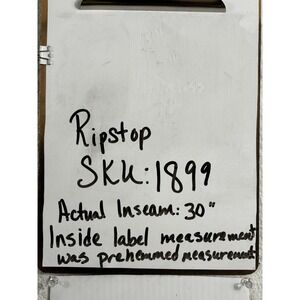 Ripstop
SKU: 1899
Actual Inseam: 30"
Inside label measurement
was prehemmed measurement